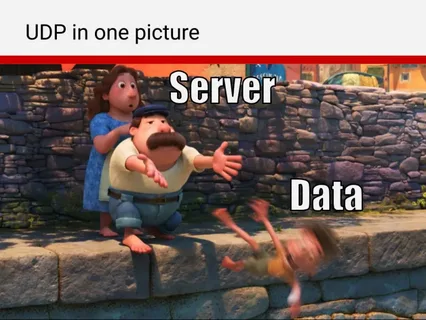 UDP in one picture
Server
Data